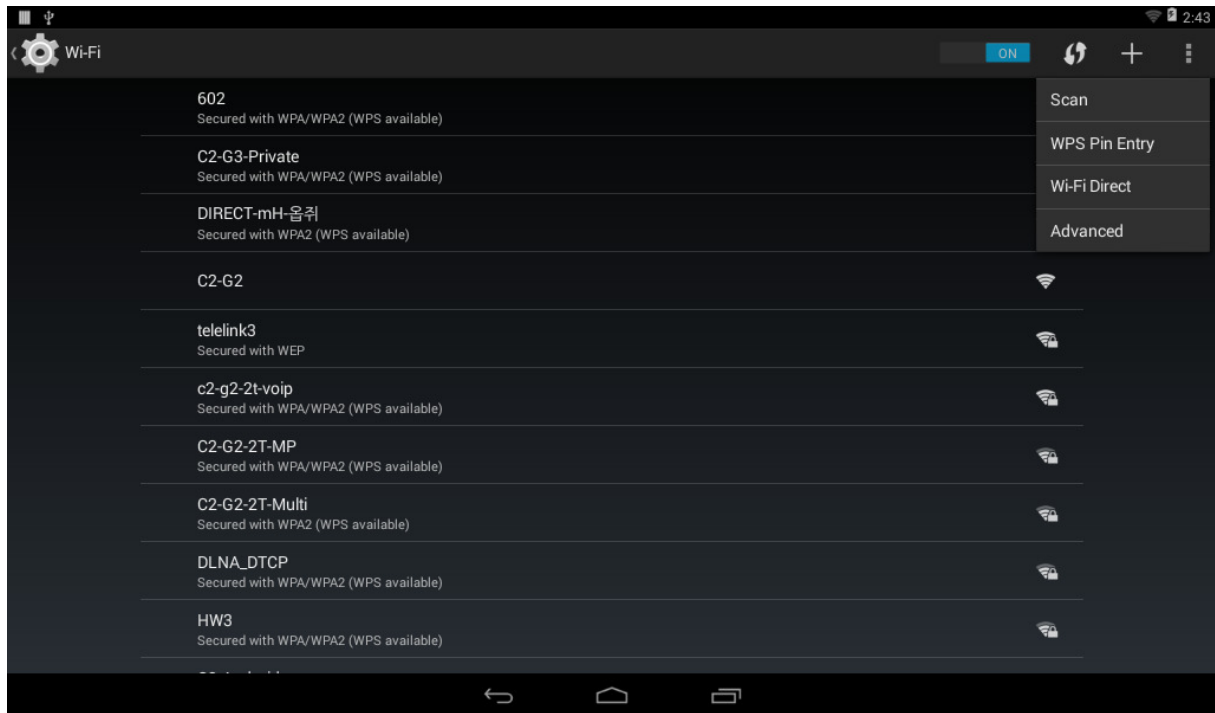 2:43
Wi-Fi
ON
602
Secured with WPA/WPA2 (WPS available)
C2-G3-Private
Secured with WPA/WPA2 (WPS available)
DIRECT-mH-옵쥐
Secured with WPA2 (WPS available)
C2-G2
telelink3
Secured with WEP
c2-g2-2t-voip
Secured with WPA/WPA2 (WPS available)
C2-G2-2T-MP
Secured with WPA/WPA2 (WPS available)
C2-G2-2T-Multi
Secured with WPA2 (WPS available)
DLNA_DTCP
Secured with WPA/WPA2 (WPS available)
HW3
Secured with WPA/WPA2 (WPS available)
Scan
WPS Pin Entry
Wi-Fi Direct
Advanced